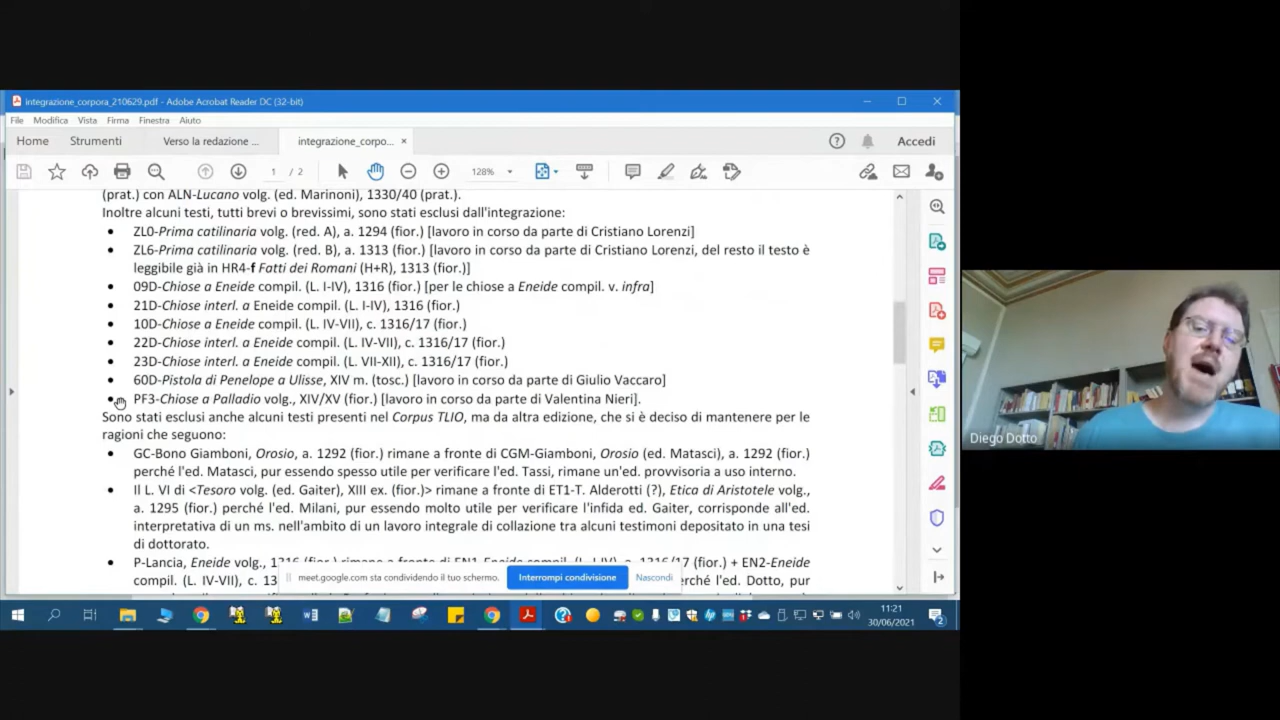 integrazione_corpora_210629.pdf - Adobe Acrobat Reader DC (32-bit)
File Modifica Vista Firma Finestra Aiuto
Home Strumenti Verso la redazione ... integrazione_corpo... × Accedi
1 / 2 128%
(prat.) con ALN-Lucano volg. (ed. Marinoni), 1330/40 (prat.).
Inoltre alcuni testi, tutti brevi o brevissimi, sono stati esclusi dall'integrazione:
• ZL0-Prima catilinaria volg. (red. A), a. 1294 (fior.) [lavoro in corso da parte di Cristiano Lorenzi]
• ZL6-Prima catilinaria volg. (red. B), a. 1313 (fior.) [lavoro in corso da parte di Cristiano Lorenzi, del resto il testo è
leggibile già in HR4-f Fatti dei Romani (H+R), 1313 (fior.)]
• 09D-Chiose a Eneide compil. (L. I-IV), 1316 (fior.) [per le chiose a Eneide compil. v. infra]
• 21D-Chiose interl. a Eneide compil. (L. I-IV), 1316 (fior.)
• 10D-Chiose a Eneide compil. (L. IV-VII), c. 1316/17 (fior.)
• 22D-Chiose interl. a Eneide compil. (L. IV-VII), c. 1316/17 (fior.)
• 23D-Chiose interl. a Eneide compil. (L. VII-XII), c. 1316/17 (fior.)
• 60D-Pistola di Penelope a Ulisse, XIV m. (tosc.) [lavoro in corso da parte di Giulio Vaccaro]
• PF3-Chiose a Palladio volg., XIV/XV (fior.) [lavoro in corso da parte di Valentina Nieri].
Sono stati esclusi anche alcuni testi presenti nel Corpus TLIO, ma da altra edizione, che si è deciso di mantenere per le
ragioni che seguono:
• GC-Bono Giamboni, Orosio, a. 1292 (fior.) rimane a fronte di CGM-Giamboni, Orosio (ed. Matasci), a. 1292 (fior.)
perché l'ed. Matasci, pur essendo spesso utile per verificare l'ed. Tassi, rimane un'ed. provvisoria a uso interno.
• Il L. VI di <Tesoro volg. (ed. Gaiter), XIII ex. (fior.)> rimane a fronte di ET1-T. Alderotti (?), Etica di Aristotele volg.,
a. 1295 (fior.) perché l'ed. Milani, pur essendo molto utile per verificare l'infida ed. Gaiter, corrisponde all'ed.
interpretativa di un ms. nell'ambito di un lavoro integrale di collazione tra alcuni testimoni depositato in una tesi
di dottorato.
• P-Lancia, Eneide volg., 1316 (fior.) rimane a fronte di EN1-Eneide compil. (L. I-IV), c. 1316/17 (fior.) + EN2-Eneide
compil. (L. IV-VII), c. 13 perché l'ed. Dotto, pur
meet.google.com sta condividendo il tuo schermo. Interrompi condivisione Nascondi
11:21
30/06/2021
2
Diego Dotto